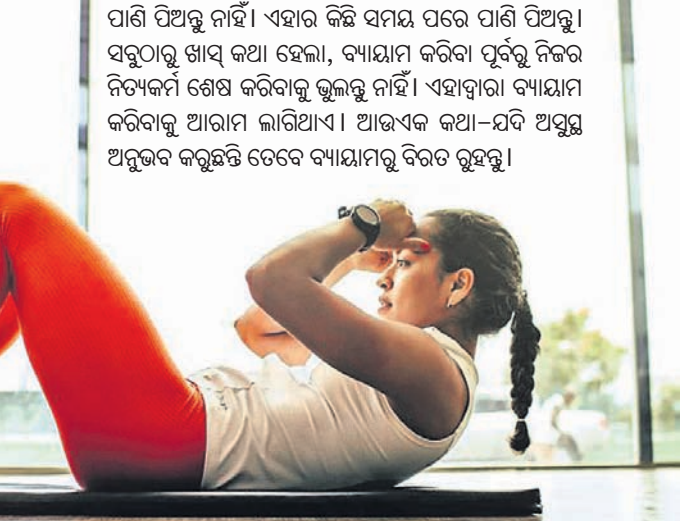 ପାଣି ପିଅନ୍ତୁ ନାହିଁ। ଏହାର କିଛି ସମୟ ପରେ ପାଣି ପିଅନ୍ତୁ।
ସବୁଠାରୁ ଖାସ୍ କଥା ହେଲା, ବ୍ୟାୟାମ କରିବା ପୂର୍ବରୁ ନିଜର
ନିତ୍ୟକର୍ମ ଶେଷ କରିବାକୁ ଭୁଲନ୍ତୁ ନାହିଁ। ଏହାଦ୍ୱାରା ବ୍ୟାୟାମ
କରିବାକୁ ଆରାମ ଲାଗିଥାଏ। ଆଉଏକ କଥା-ଯଦି ଅସୁସ୍ଥ
ଅନୁଭବ କରୁଛନ୍ତି ତେବେ ବ୍ୟାୟାମରୁ ବିରତ ରୁହନ୍ତୁ।